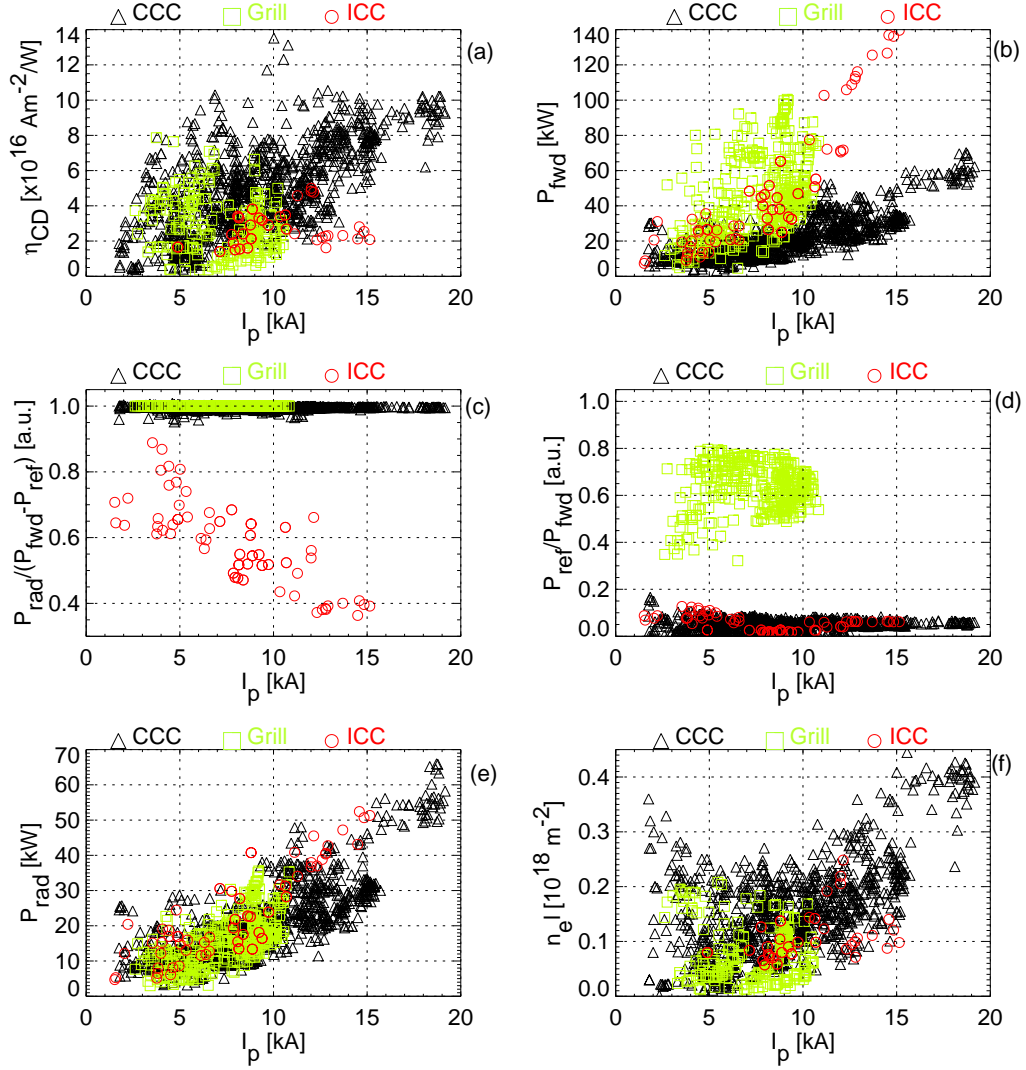 △ CCC □ Grill ○ ICC
(a)
η_CD [x10^16 Am^-2/W]
14
12
10
8
6
4
2
0
0 5 10 15 20
I_p [kA]
△ CCC □ Grill ○ ICC
(b)
P_fwd [kW]
14
100
80
60
40
20
0
0 5 10 15 20
I_p [kA]
△ CCC □ Grill ○ ICC
(c)
P_rad/(P_fwd-P_ref) [a.u.]
1.0
0.8
0.6
0.4
0 5 10 15 20
I_p [kA]
△ CCC □ Grill ○ ICC
(d)
P_ref/P_fwd [a.u.]
1.0
0.8
0.6
0.4
0.2
0.0
0 5 10 15 20
I_p [kA]
△ CCC □ Grill ○ ICC
(e)
P_rad [kW]
70
60
50
40
30
20
10
0
0 5 10 15 20
I_p [kA]
△ CCC □ Grill ○ ICC
(f)
n_el [10^18 m^-2]
0.4
0.3
0.2
0.1
0.0
0 5 10 15 20
I_p [kA]